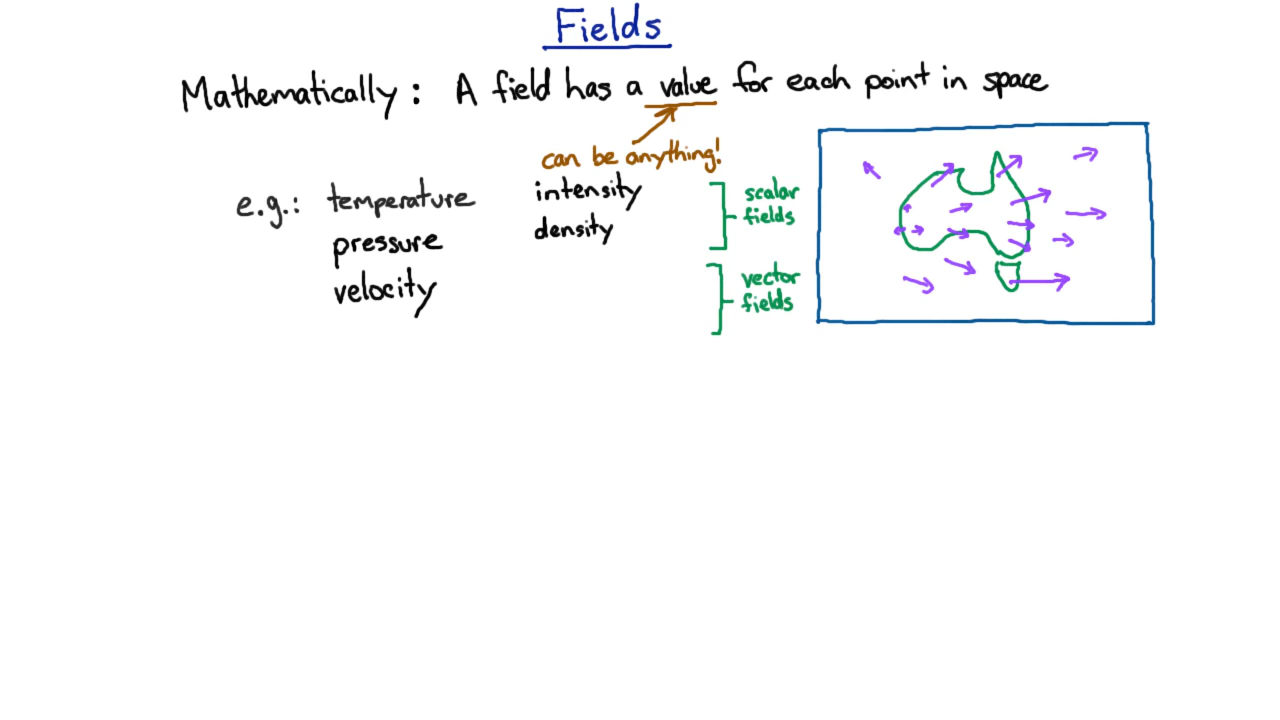 Fields
Mathematically: A field has a value for each point in space
can be anything!
e.g.: temperature intensity
pressure density
velocity
scalar
fields
vector
fields